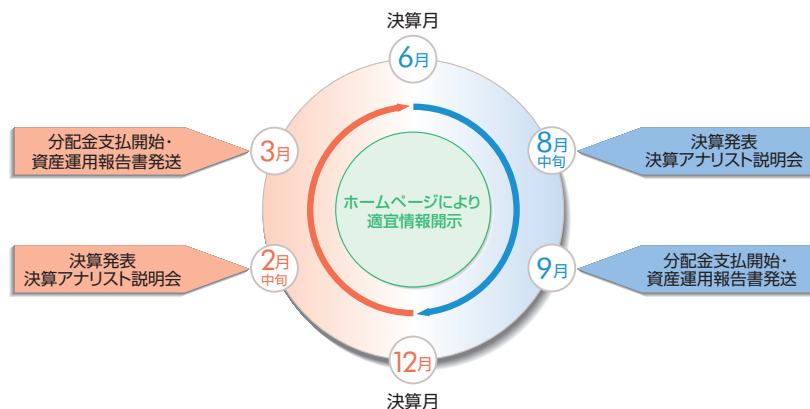 決算月
6月
分配金支払開始・
資産運用報告書発送
3月
8月
中旬
決算発表
決算アナリスト説明会
ホームページにより
適宜情報開示
決算発表
決算アナリスト説明会
2月
中旬
9月
分配金支払開始・
資産運用報告書発送
12月
決算月